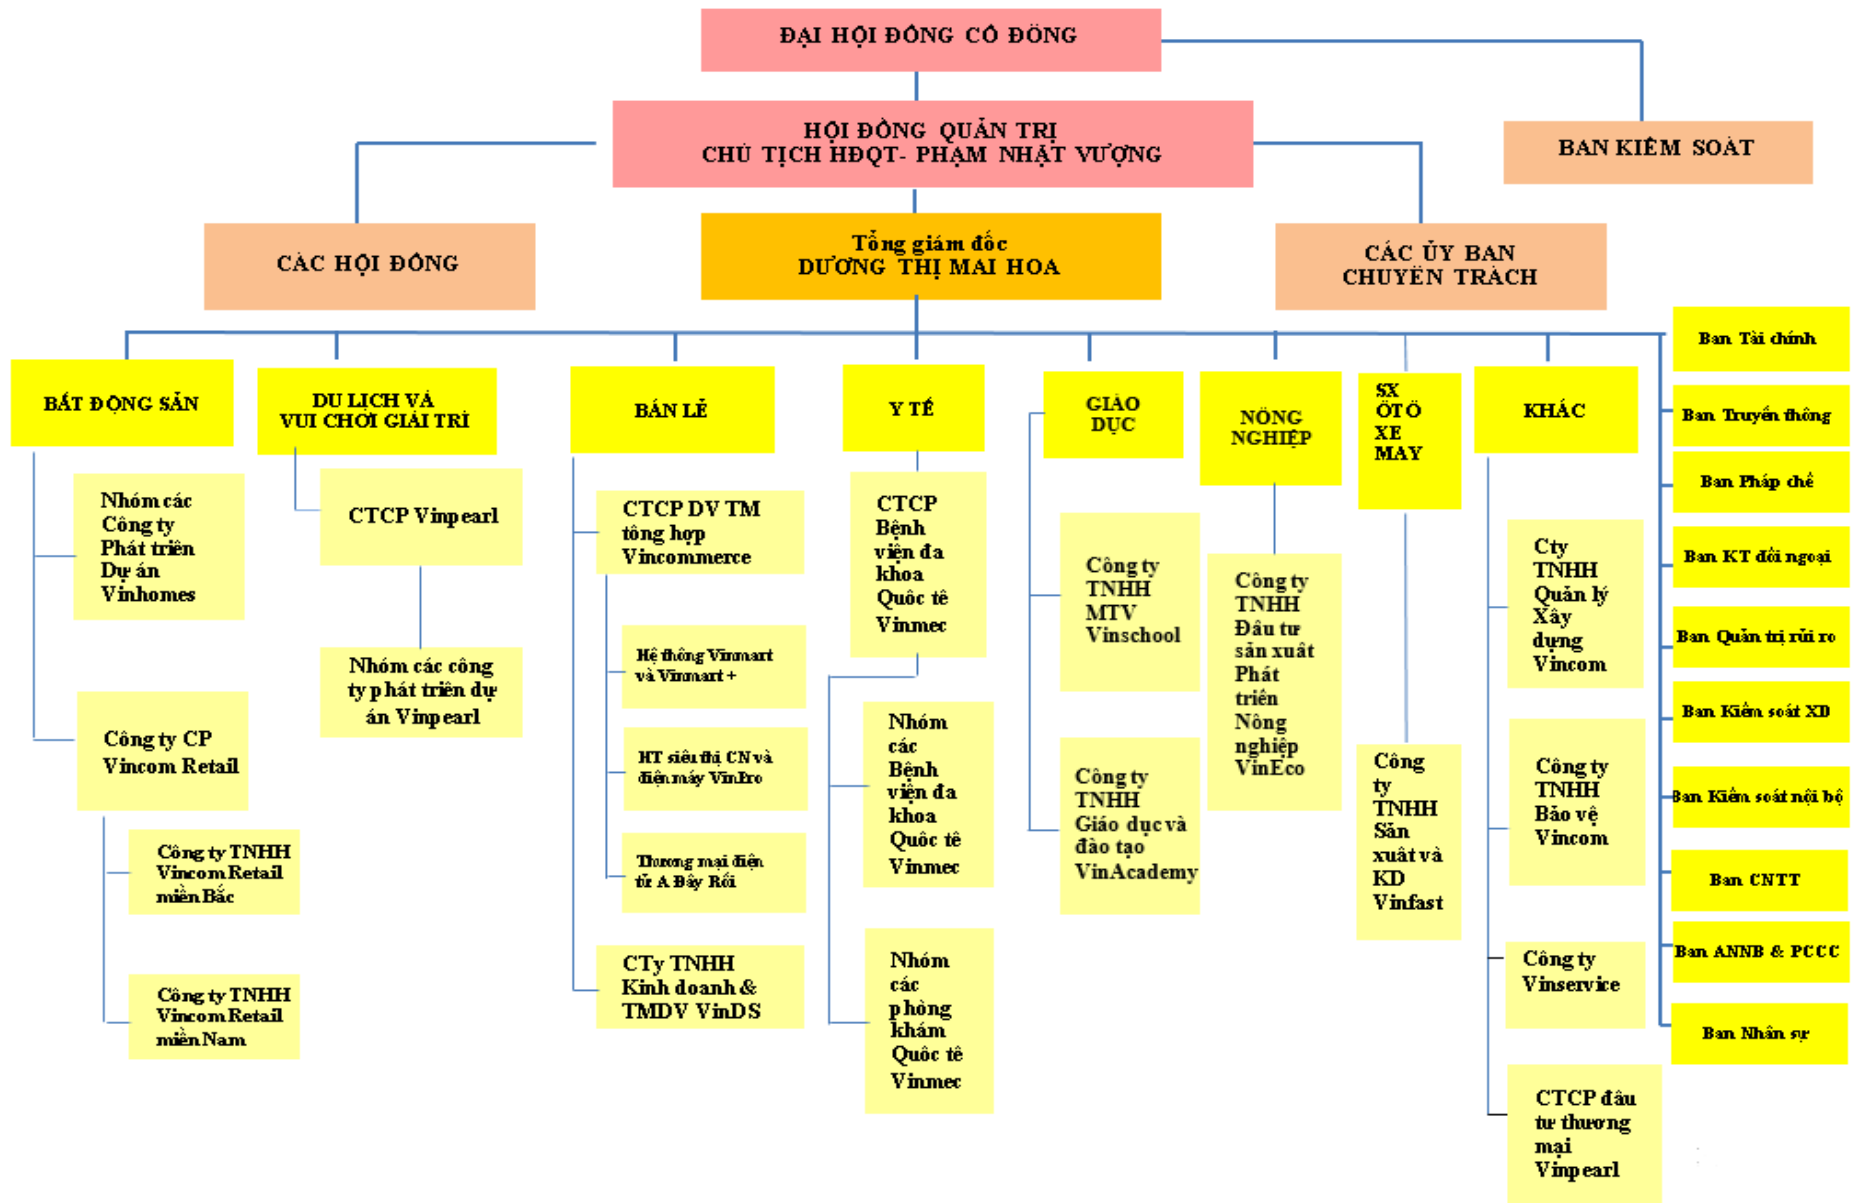 ĐẠI HỘI ĐỒNG CỔ ĐÔNG
HỘI ĐỒNG QUẢN TRỊ
CHỦ TỊCH HĐQT- PHẠM NHẬT VƯỢNG
BAN KIỂM SOÁT
CÁC HỘI ĐỒNG
Tổng giám đốc
DƯƠNG THỊ MAI HOA
CÁC ỦY BAN
CHUYÊN TRÁCH
BẤT ĐỘNG SẢN
DU LỊCH VÀ
VUI CHƠI GIẢI TRÍ
BÁN LẺ
Y TẾ
GIÁO
DỤC
NÔNG
NGHIỆP
SX
ÔTÔ
XE
MAY
KHÁC
Nhóm các
Công ty
Phát triển
Dự án
Vinhomes
Công ty CP
Vincom Retail
Công ty TNHH
Vincom Retail
miền Bắc
Công ty TNHH
Vincom Retail
miền Nam
CTCP Vinpearl
Nhóm các công
ty phát triển dự
án Vinpearl
CTCP DV TM
tổng hợp
Vincommerce
Hệ thống Vinmart
và Vinmart +
HT siêu thị CN và
điện máy VinPro
Thương mại điện
tử A Đây Rồi
CTy TNHH
Kinh doanh &
TMDV VinDS
CTCP
Bệnh
viện đa
khoa
Quốc tế
Vinmec
Nhóm
các
Bệnh
viện đa
khoa
Quốc tế
Vinmec
Nhóm
các
phòng
khám
Quốc tế
Vinmec
Công ty
TNHH
MTV
Vinschool
Công ty
TNHH
Giáo dục và
đào tạo
VinAcademy
Công ty
TNHH
Đầu tư
sản xuất
Phát
triển
Nông
nghiệp
VinEco
Công
ty
TNHH
Sản
xuất và
KD
Vinfast
Cty
TNHH
Quản lý
Xây
dựng
Vincom
Công ty
TNHH
Bảo vệ
Vincom
Công ty
Vinservice
CTCP đầu
tư thương
mại
Vinpearl
Ban Tài chính
Ban Truyền thông
Ban Pháp chế
Ban KT đối ngoại
Ban Quản trị rủi ro
Ban Kiểm soát XD
Ban Kiểm soát nội bộ
Ban CNTT
Ban ANNB & PCCC
Ban Nhân sự